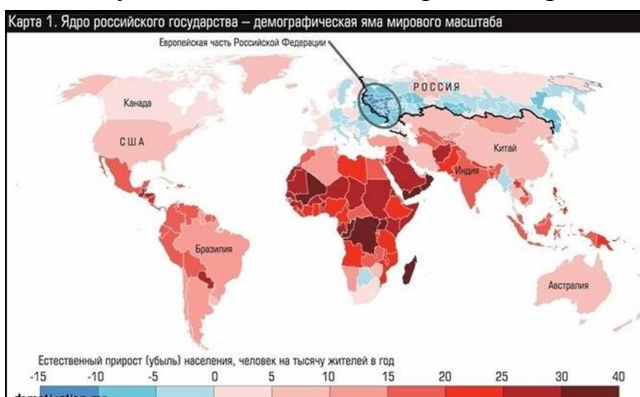 Карта 1. Ядро российского государства – демографическая яма мирового масштаба
Европейская часть Российской Федерации
РОССИЯ
Канада
США
Китай
Индия
Бразилия
Австралия
Естественный прирост (убыль) населения, человек на тысячу жителей в год
-15 -10 -5 0 5 10 15 20 25 30 40